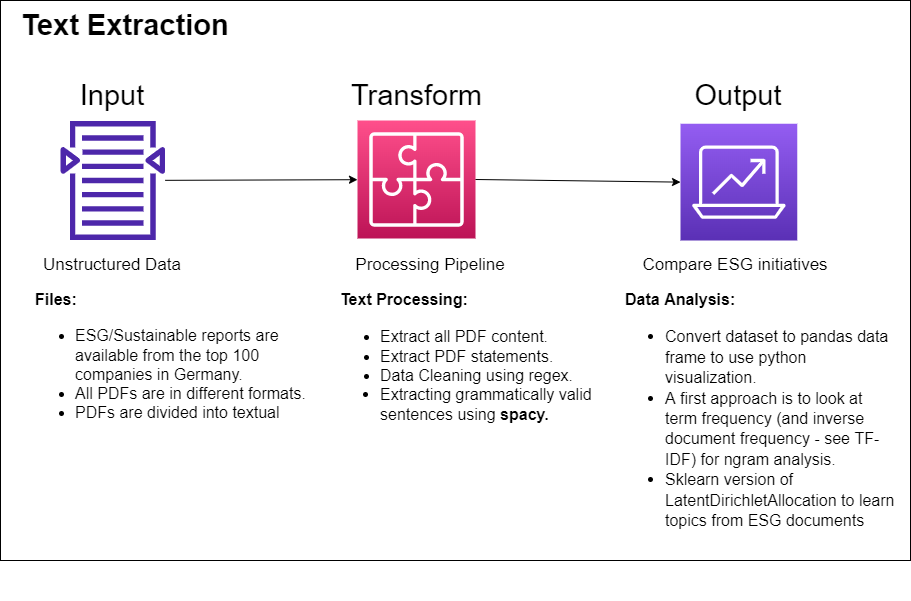 Text Extraction
Input
Transform
Output
Unstructured Data
Processing Pipeline
Compare ESG initiatives
Files:
• ESG/Sustainable reports are
available from the top 100
companies in Germany.
• All PDFs are in different formats.
• PDFs are divided into textual
Text Processing:
• Extract all PDF content.
• Extract PDF statements.
• Data Cleaning using regex.
• Extracting grammatically valid
sentences using spacy.
Data Analysis:
• Convert dataset to pandas data
frame to use python
visualization.
• A first approach is to look at
term frequency (and inverse
document frequency - see TF-
IDF) for ngram analysis.
• Sklearn version of
LatentDirichletAllocation to learn
topics from ESG documents